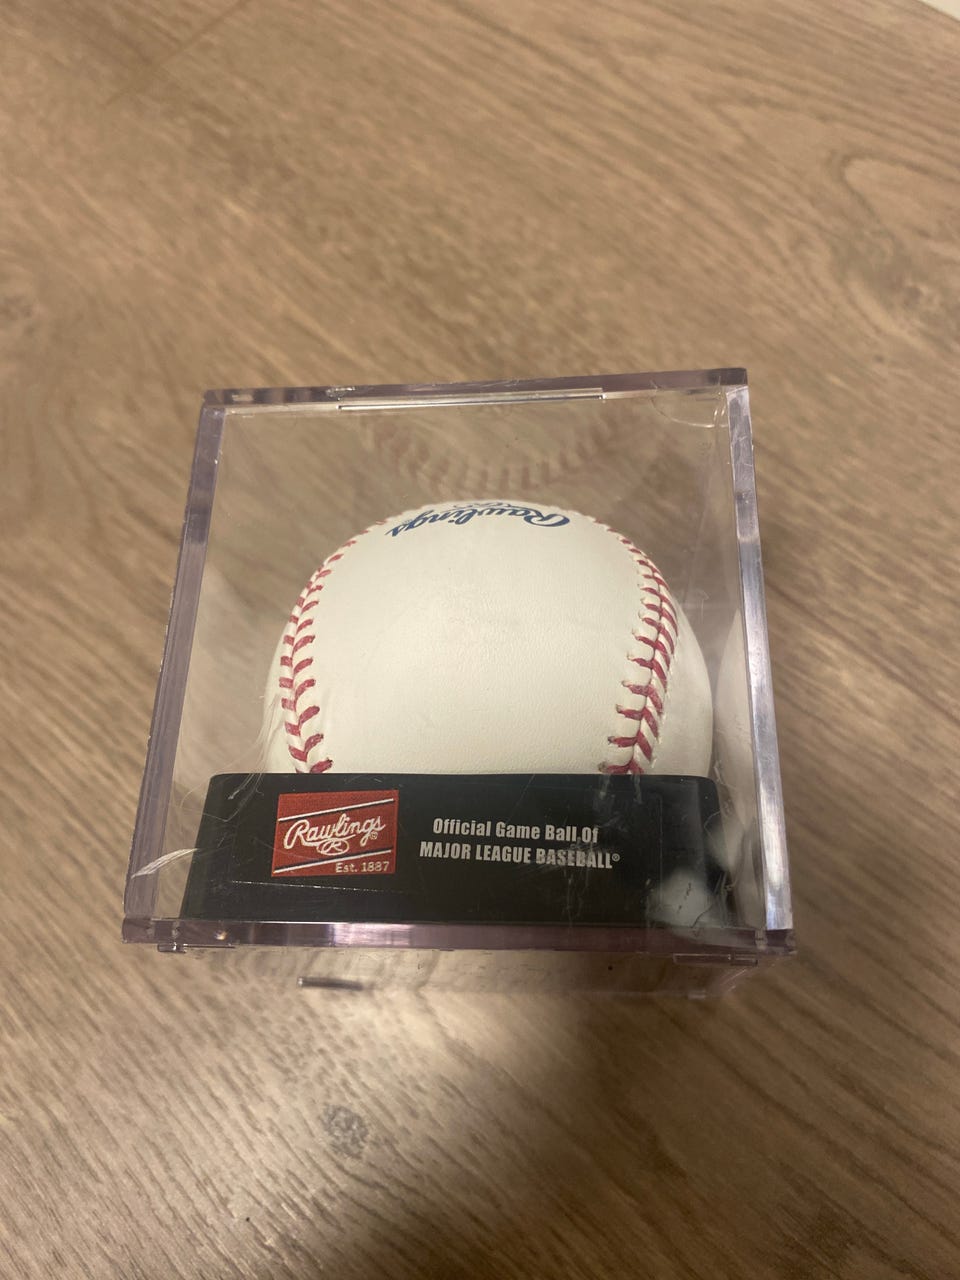 Rawlings
Rawlings®
R
Est. 1887
Official Game Ball Of
MAJOR LEAGUE BASEBALL®